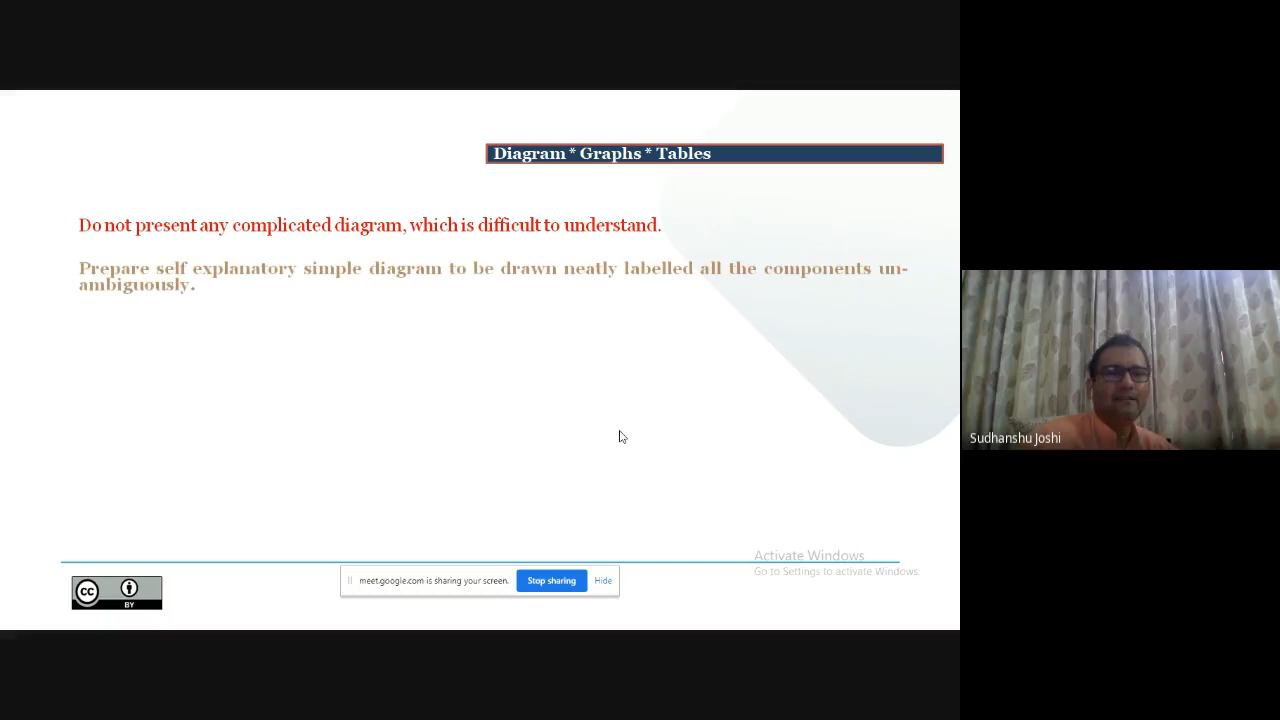 Diagram * Graphs * Tables
Do not present any complicated diagram, which is difficult to understand.
Prepare self explanatory simple diagram to be drawn neatly labelled all the components un-
ambiguously.
Sudhanshu Joshi
Activate Windows
Go to Settings to activate Windows.
meet.google.com is sharing your screen.
Stop sharing
Hide
cc
BY